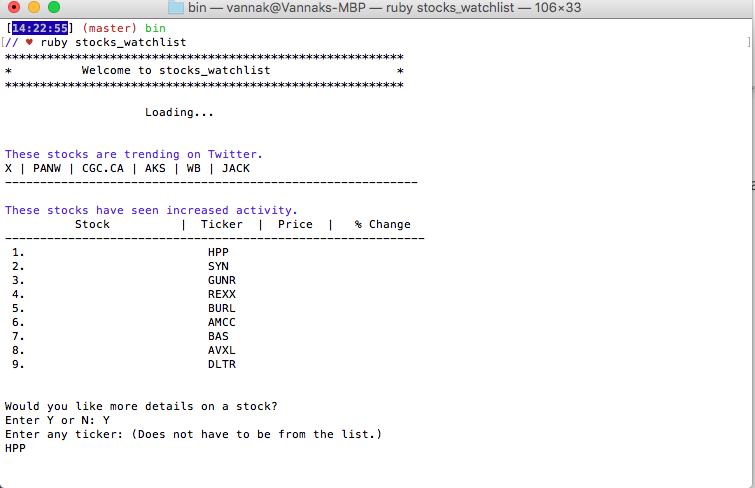 bin — vannak@Vannaks-MBP — ruby stocks_watchlist — 106×33
[14:22:55] (master) bin
[// ♥ ruby stocks_watchlist ]
*********************************************************
* Welcome to stocks_watchlist *
*********************************************************
Loading...
These stocks are trending on Twitter.
X | PANW | CGC.CA | AKS | WB | JACK
-----------------------------------------------------------
These stocks have seen increased activity.
Stock | Ticker | Price | % Change
------------------------------------------------------------
1. HPP
2. SYN
3. GUNR
4. REXX
5. BURL
6. AMCC
7. BAS
8. AVXL
9. DLTR
Would you like more details on a stock?
Enter Y or N: Y
Enter any ticker: (Does not have to be from the list.)
HPP